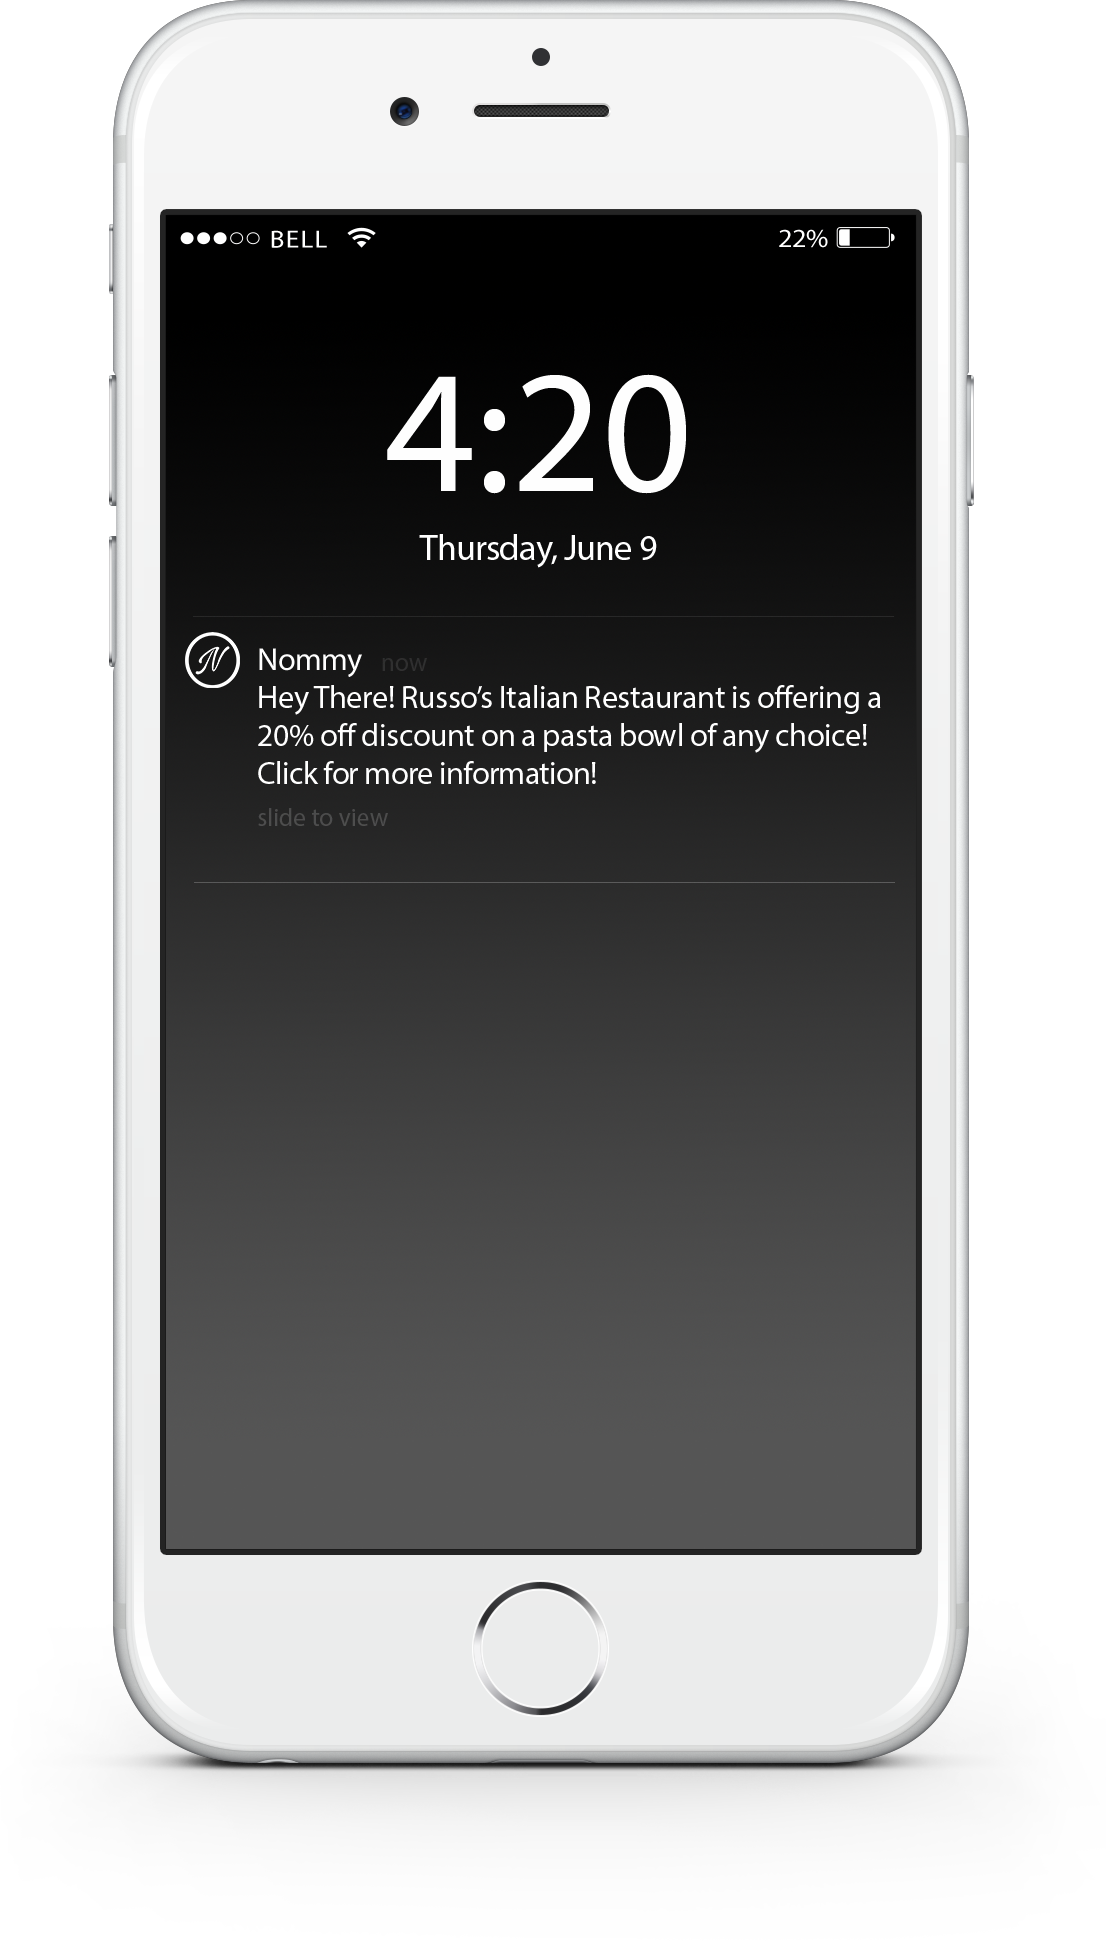 BELL 22%
4:20
Thursday, June 9
N Nommy now
Hey There! Russo’s Italian Restaurant is offering a
20% off discount on a pasta bowl of any choice!
Click for more information!
slide to view